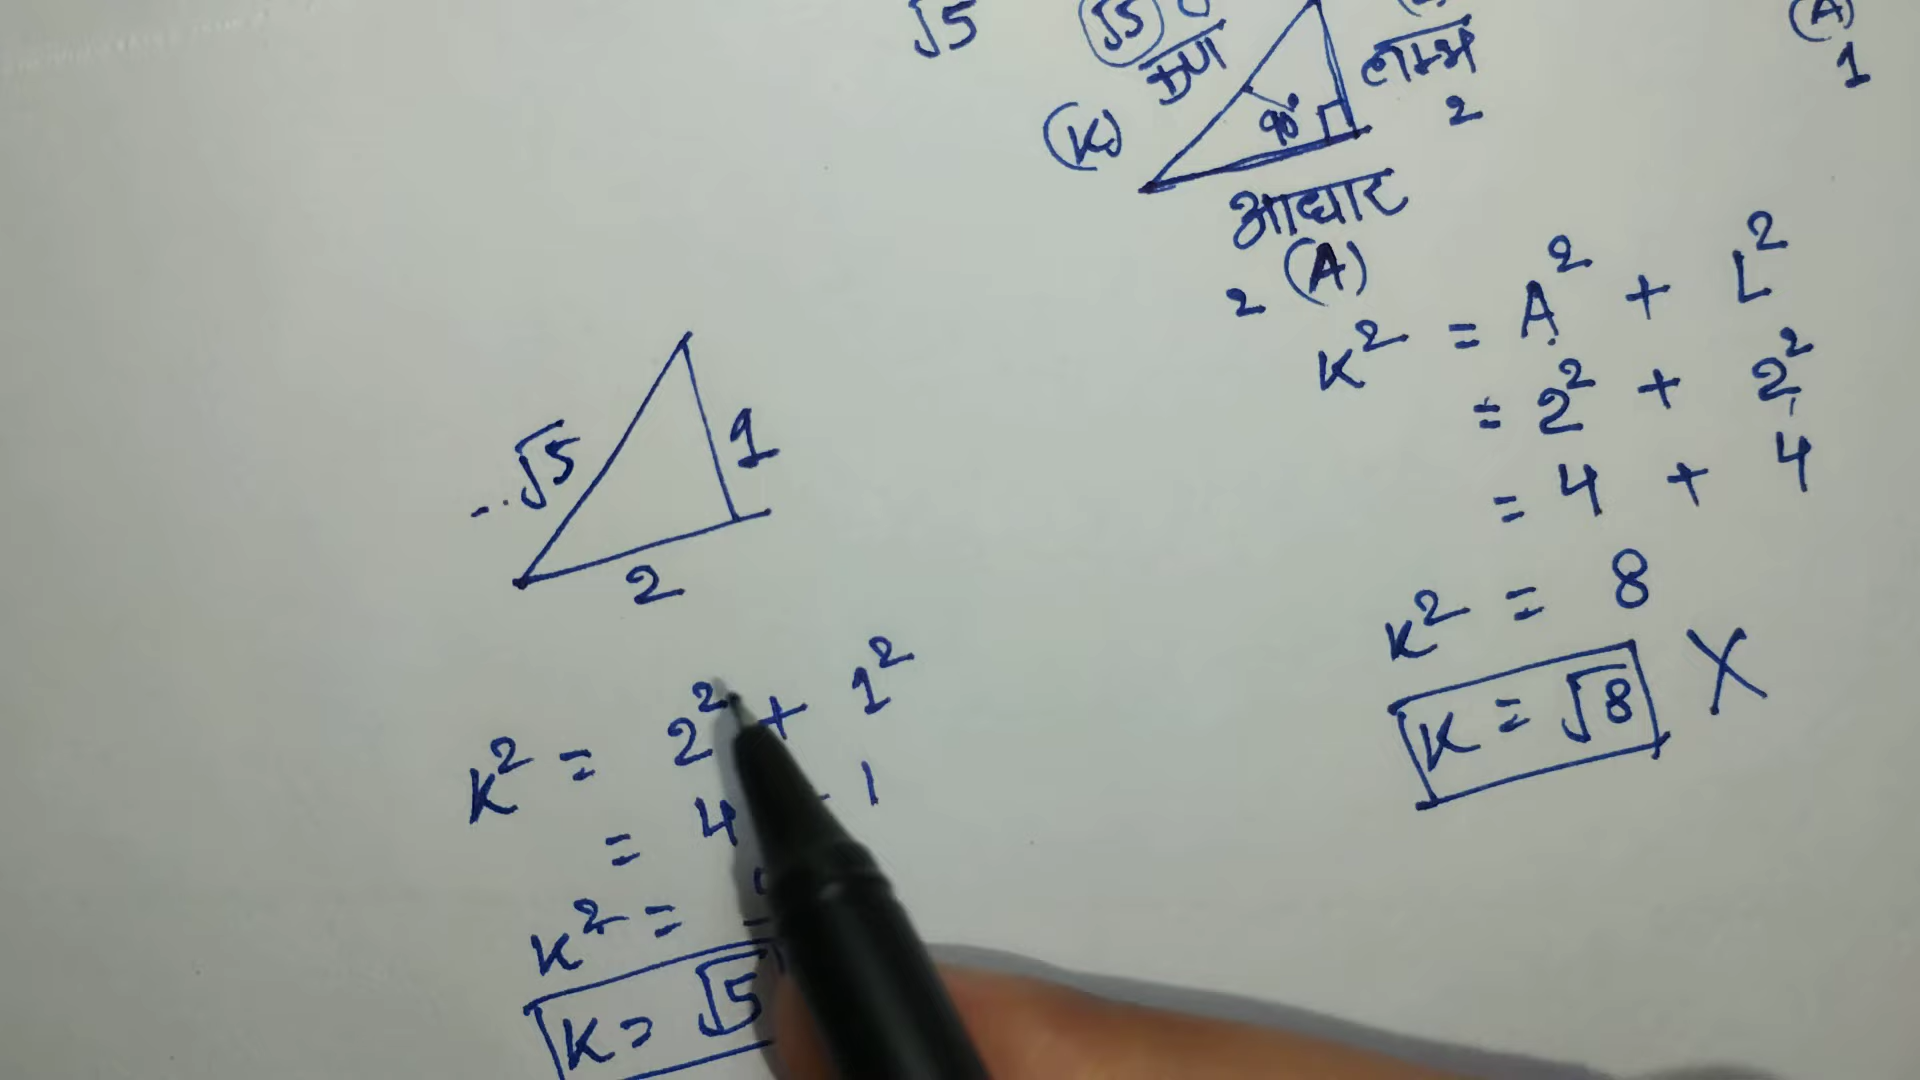 √5
√5
कर्ण
(K)
90°
लम्भ
2
(A)
1
आधार
2 (A)
K² = A² + L²
= 2² + 2²
= 4 + 4
K² = 8
K = √8 X
√5
1
2
K² = 2² + 1²
= 4 1
K² =
K = √5